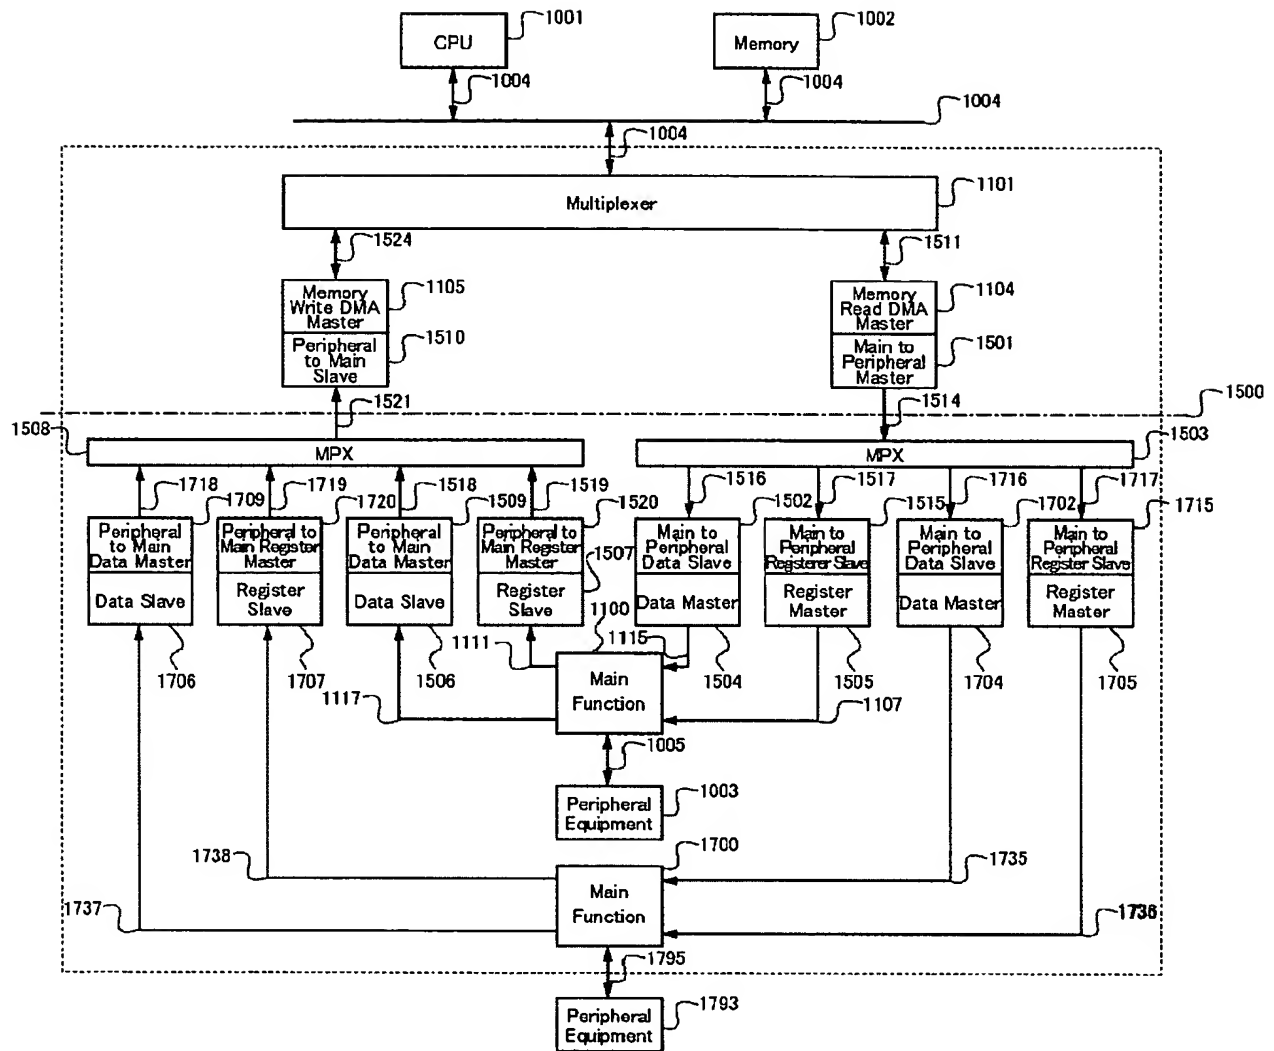 1001
1002
CPU
Memory
1004
1004
1004
1004
1101
Multiplexer
1524
1511
1105
1104
Memory
Write DMA
Master
Memory
Read DMA
Master
1510
1501
Peripheral
to Main
Slave
Main to
Peripheral
Master
1521
1514
1500
1508
1503
MPX
MPX
1718
1719
1518
1519
1516
1517
1716
1717
1709
1720
1509
1520
1502
1515
1702
1715
Peripheral
to Main
Data Master
Peripheral to
Main Register
Master
Peripheral
to Main
Data Master
Peripheral to
Main Register
Master
Main to
Peripheral
Data Slave
Main to
Peripheral
Registerer Slave
Main to
Peripheral
Data Slave
Main to
Peripheral
Register Slave
1507
Data Slave
Register
Slave
Data Slave
Register
Slave
Data Master
Register
Master
Data Master
Register
Master
1100
1111
1115
1706
1707
1506
1504
1505
1704
1705
Main
Function
1117
1107
1005
1003
Peripheral
Equipment
1700
1738
1735
Main
Function
1737
1736
1795
1793
Peripheral
Equipment